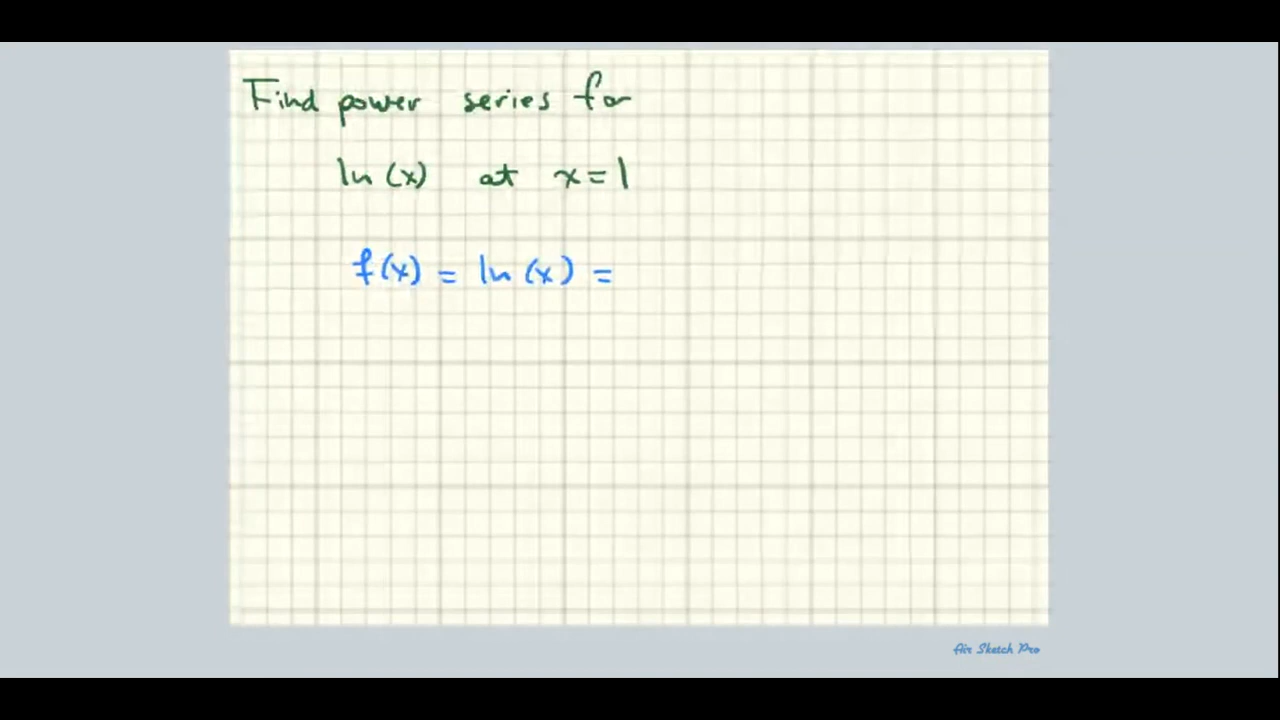 Find power series for
ln(x) at x=1
f(x) = ln(x) =
Air Sketch Pro